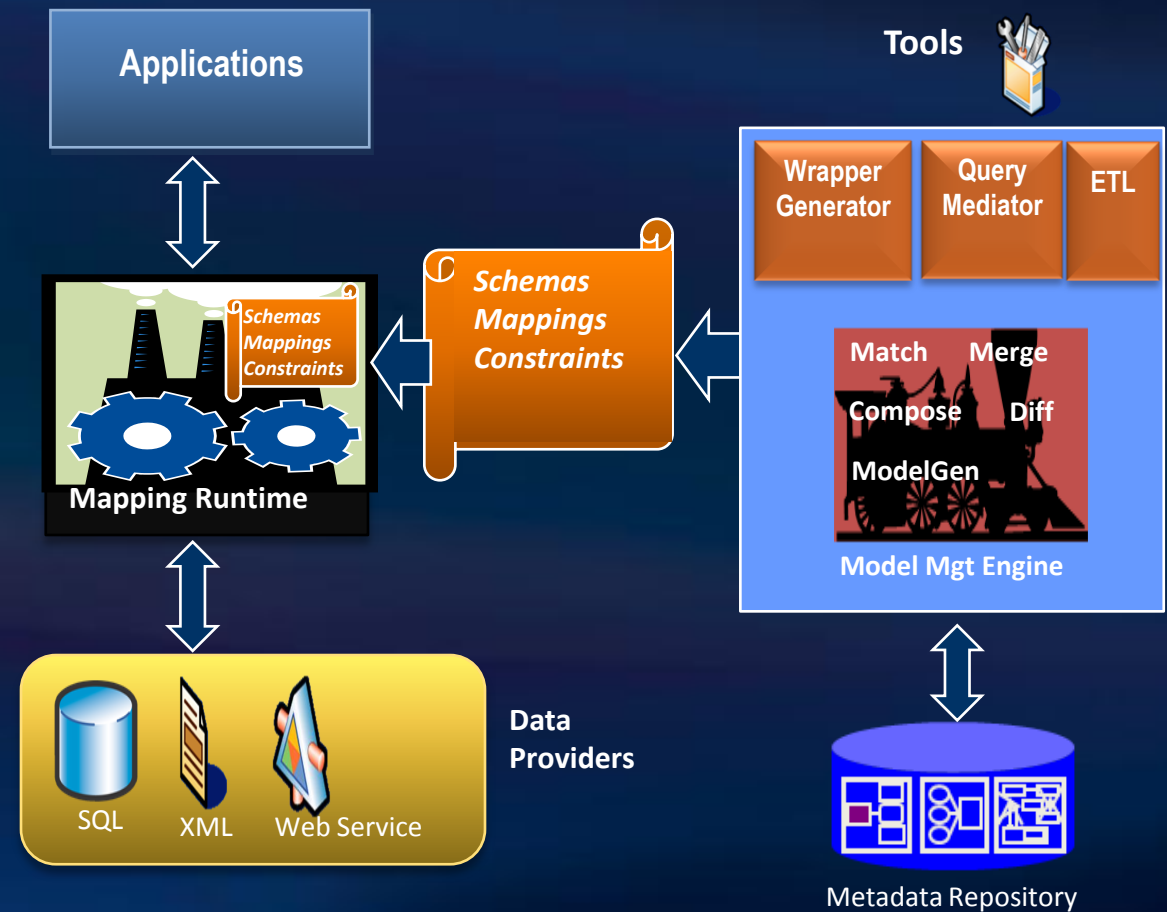 Applications
Tools
Wrapper
Generator
Query
Mediator
ETL
Schemas
Mappings
Constraints
Schemas
Mappings
Constraints
Match
Merge
Compose
Diff
ModelGen
Mapping Runtime
Model Mgt Engine
Data
Providers
SQL
XML
Web Service
Metadata Repository